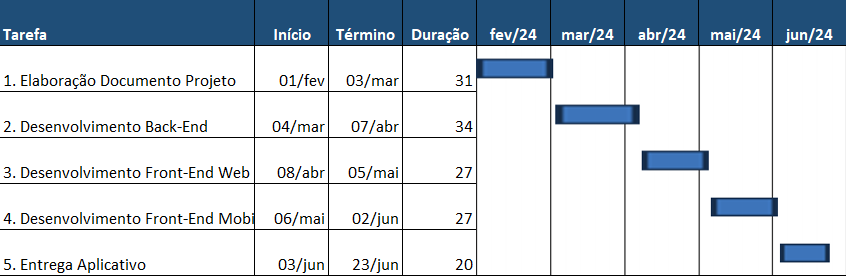 Tarefa Início Término Duração fev/24 mar/24 abr/24 mai/24 jun/24
1. Elaboração Documento Projeto 01/fev 03/mar 31
2. Desenvolvimento Back-End 04/mar 07/abr 34
3. Desenvolvimento Front-End Web 08/abr 05/mai 27
4. Desenvolvimento Front-End Mobi 06/mai 02/jun 27
5. Entrega Aplicativo 03/jun 23/jun 20